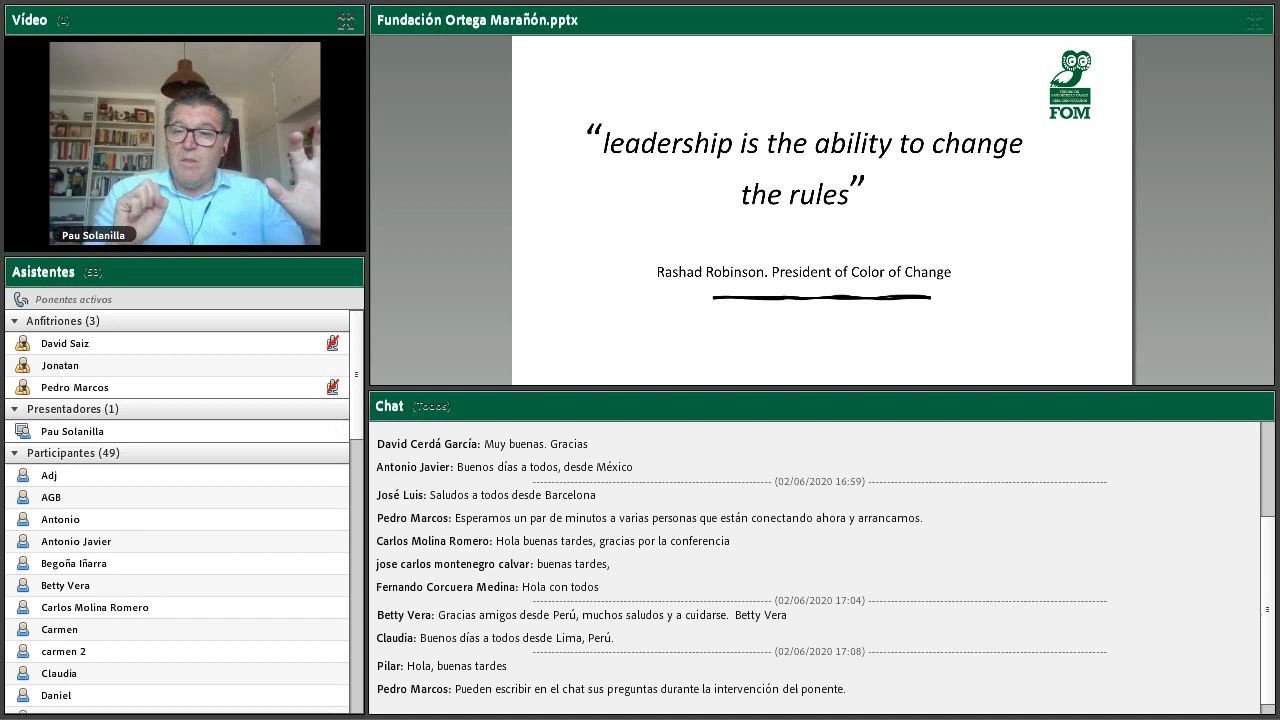 Vídeo (1)
Pau Solanilla
Asistentes (53)
Ponentes activos
Anfitriones (3)
David Saiz
Jonatan
Pedro Marcos
Presentadores (1)
Pau Solanilla
Participantes (49)
Adj
AGB
Antonio
Antonio Javier
Begoña Iñarra
Betty Vera
Carlos Molina Romero
Carmen
carmen 2
Claudia
Daniel
Fundación Ortega Marañón.pptx
FOM
“leadership is the ability to change
the rules”
Rashad Robinson. President of Color of Change
Chat (Todos)
David Cerdá García: Muy buenas. Gracias
Antonio Javier: Buenos días a todos, desde México
(02/06/2020 16:59)
José Luis: Saludos a todos desde Barcelona
Pedro Marcos: Esperamos un par de minutos a varias personas que están conectando ahora y arrancamos.
Carlos Molina Romero: Hola buenas tardes, gracias por la conferencia
jose carlos montenegro calvar: buenas tardes,
Fernando Corcuera Medina: Hola con todos
(02/06/2020 17:04)
Betty Vera: Gracias amigos desde Perú, muchos saludos y a cuidarse. Betty Vera
Claudia: Buenos días a todos desde Lima, Perú.
(02/06/2020 17:08)
Pilar: Hola, buenas tardes
Pedro Marcos: Pueden escribir en el chat sus preguntas durante la intervención del ponente.